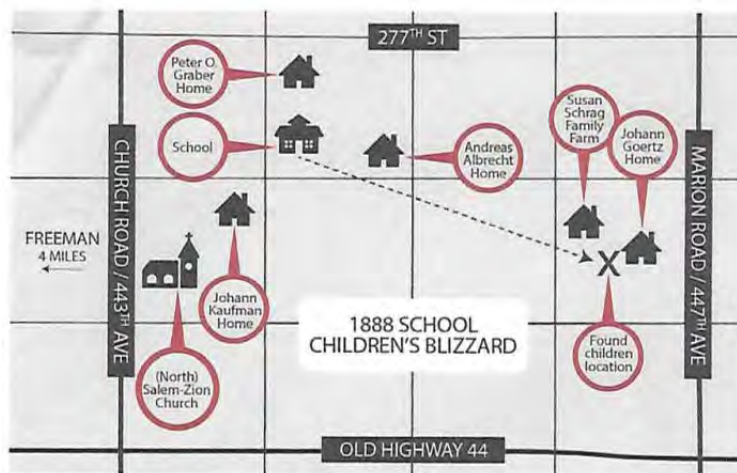 277TH ST
Peter O.
Graber
Home
School
Andreas
Albrecht
Home
Susan
Schrag
Family
Farm
Johann
Goertz
Home
CHURCH ROAD / 443TH AVE
MARION ROAD / 447TH AVE
FREEMAN
4 MILES
Johann
Kaufman
Home
(North)
Salem-Zion
Church
1888 SCHOOL
CHILDREN'S BLIZZARD
X
Found
children
location
OLD HIGHWAY 44